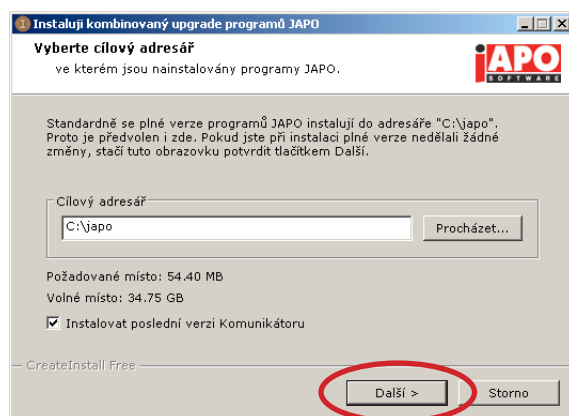 Instaluji kombinovaný upgrade programů JAPO
Vyberte cílový adresář
ve kterém jsou nainstalovány programy JAPO.
jAPO
SOFTWARE
Standardně se plné verze programů JAPO instalují do adresáře "C:\japo".
Proto je předvolen i zde. Pokud jste při instalaci plné verze nedělali žádné
změny, stačí tuto obrazovku potvrdit tlačítkem Další.
Cílový adresář
C:\japo
Procházet...
Požadované místo: 54.40 MB
Volné místo: 34.75 GB
Instalovat poslední verzi Komunikátoru
CreateInstall Free
Další >
Storno